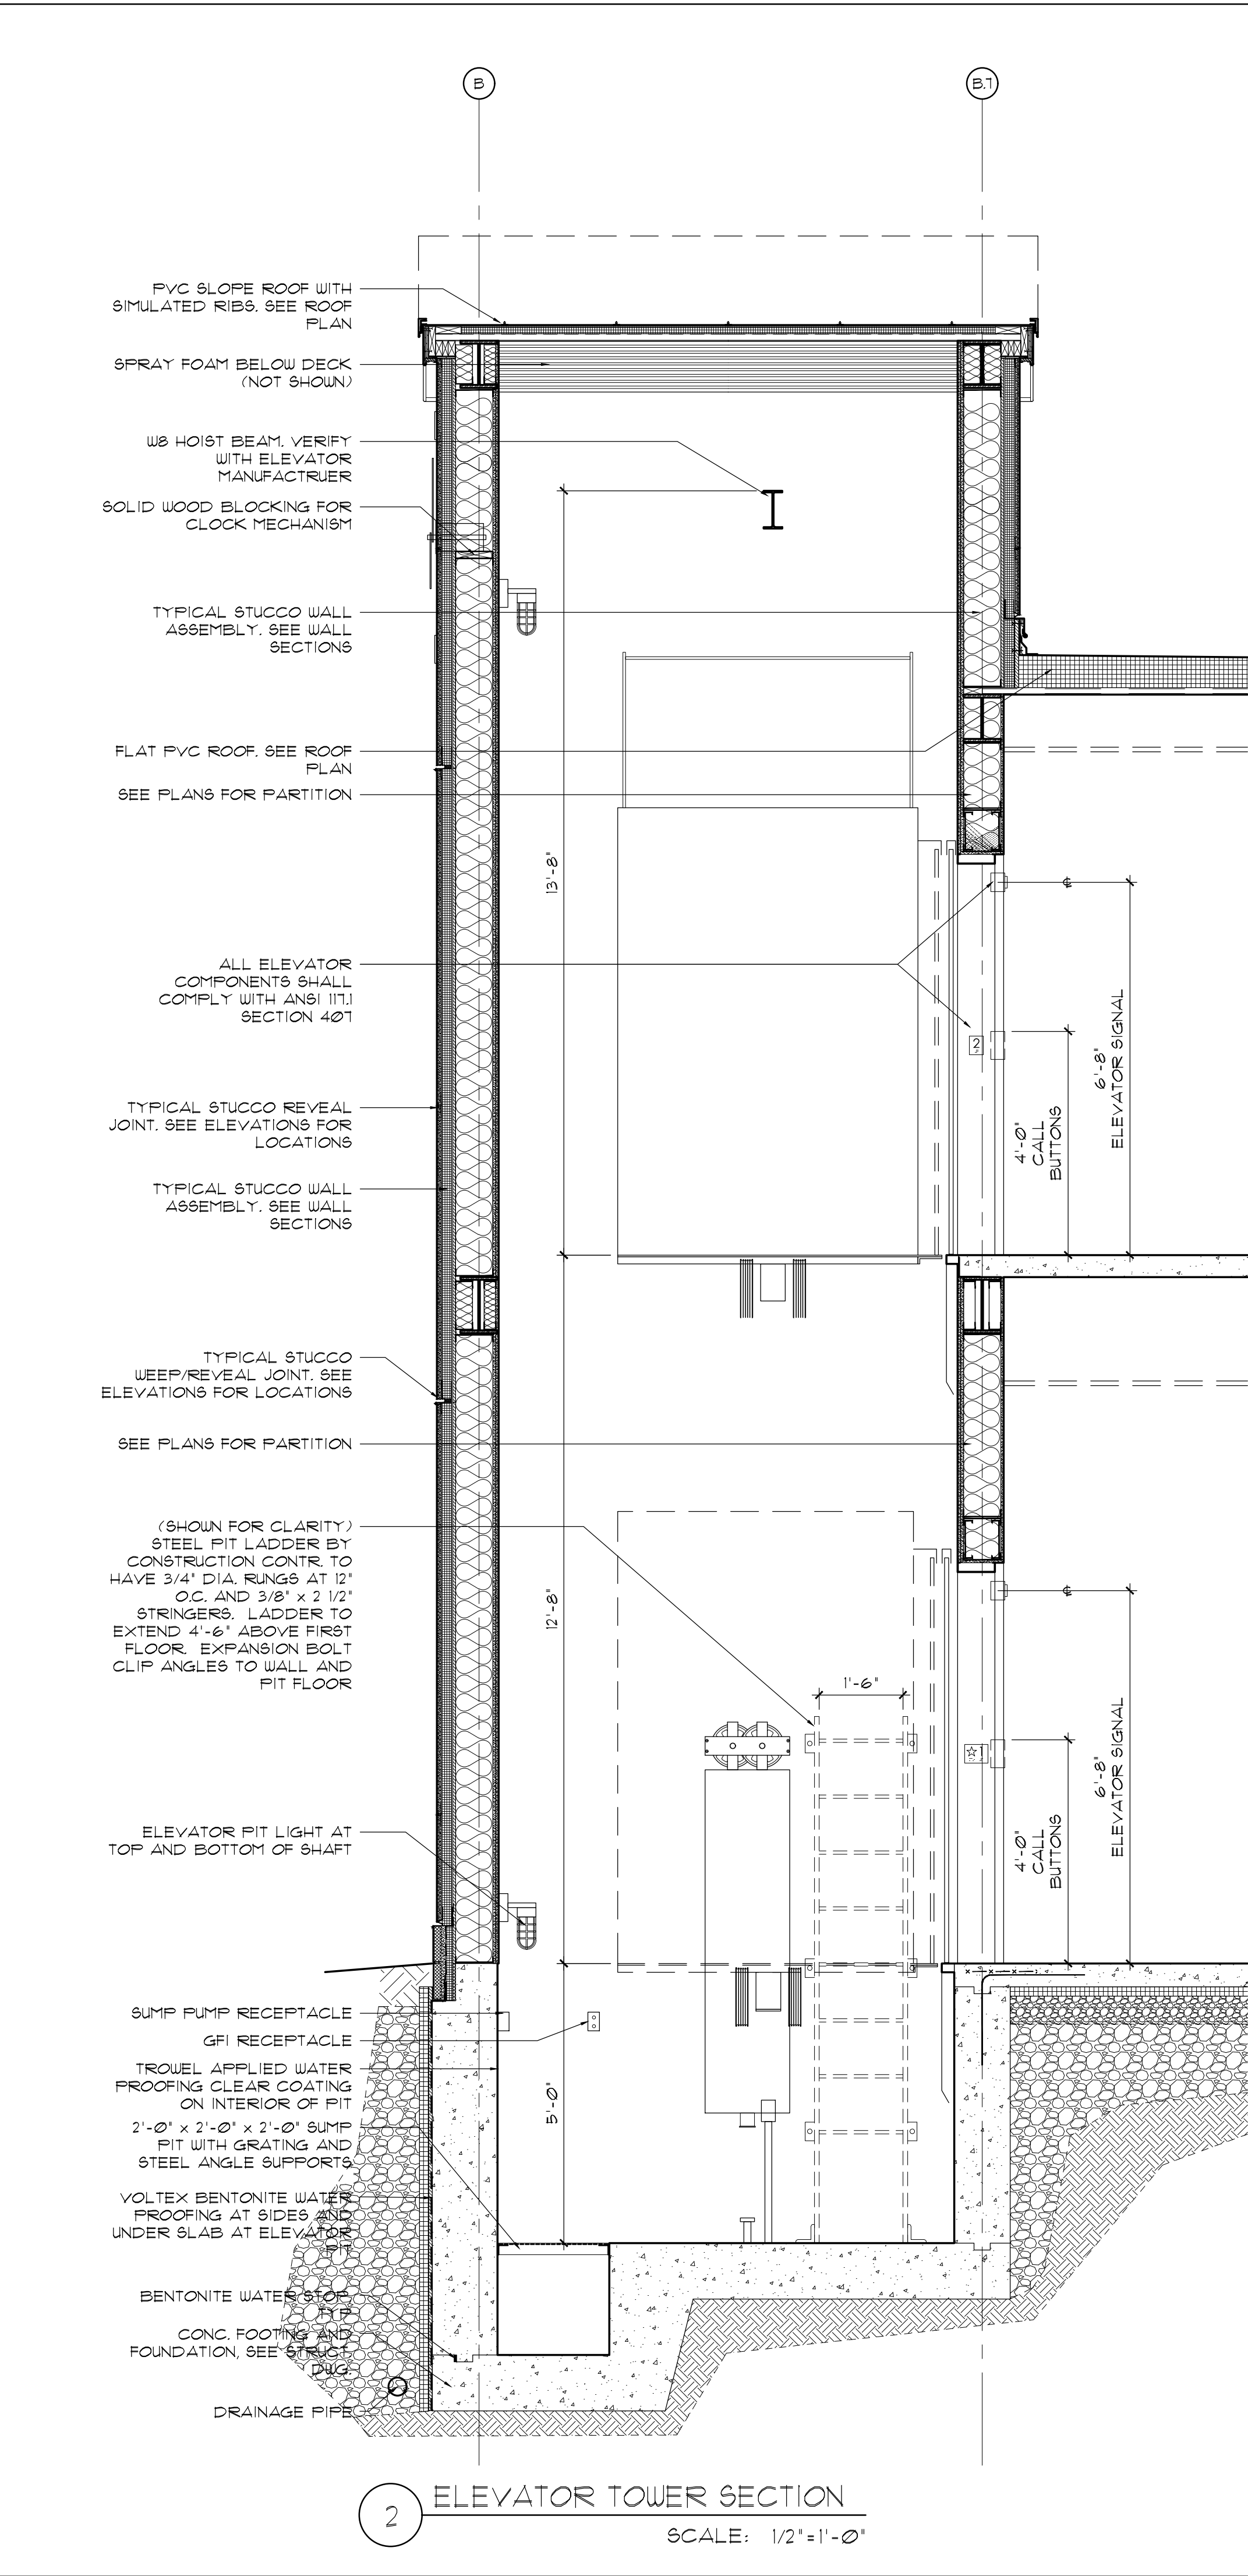 B
B.7
PVC SLOPE ROOF WITH
SIMULATED RIBS. SEE ROOF
PLAN
SPRAY FOAM BELOW DECK
(NOT SHOWN)
W8 HOIST BEAM. VERIFY
WITH ELEVATOR
MANUFACTRUER
SOLID WOOD BLOCKING FOR
CLOCK MECHANISM
TYPICAL STUCCO WALL
ASSEMBLY. SEE WALL
SECTIONS
FLAT PVC ROOF. SEE ROOF
PLAN
SEE PLANS FOR PARTITION
13'-8"
ALL ELEVATOR
COMPONENTS SHALL
COMPLY WITH ANSI 117.1
SECTION 407
2
6'-8"
ELEVATOR SIGNAL
4'-0"
CALL
BUTTONS
TYPICAL STUCCO REVEAL
JOINT. SEE ELEVATIONS FOR
LOCATIONS
TYPICAL STUCCO WALL
ASSEMBLY. SEE WALL
SECTIONS
TYPICAL STUCCO
WEEP/REVEAL JOINT. SEE
ELEVATIONS FOR LOCATIONS
SEE PLANS FOR PARTITION
(SHOWN FOR CLARITY)
STEEL PIT LADDER BY
CONSTRUCTION CONTR. TO
HAVE 3/4" DIA. RUNGS AT 12"
O.C. AND 3/8" x 2 1/2"
STRINGERS. LADDER TO
EXTEND 4'-6" ABOVE FIRST
FLOOR. EXPANSION BOLT
CLIP ANGLES TO WALL AND
PIT FLOOR
12'-8"
1'-6"
☆1
6'-8"
ELEVATOR SIGNAL
4'-0"
CALL
BUTTONS
ELEVATOR PIT LIGHT AT
TOP AND BOTTOM OF SHAFT
SUMP PUMP RECEPTACLE
GFI RECEPTACLE
TROWEL APPLIED WATER
PROOFING CLEAR COATING
ON INTERIOR OF PIT
5'-0"
2'-0" x 2'-0" x 2'-0" SUMP
PIT WITH GRATING AND
STEEL ANGLE SUPPORTS
VOLTEX BENTONITE WATER
PROOFING AT SIDES AND
UNDER SLAB AT ELEVATOR
PIT
BENTONITE WATER STOP,
TYP
CONC. FOOTING AND
FOUNDATION, SEE STRUCT.
DWG.
DRAINAGE PIPE
2
ELEVATOR TOWER SECTION
SCALE: 1/2"=1'-0"